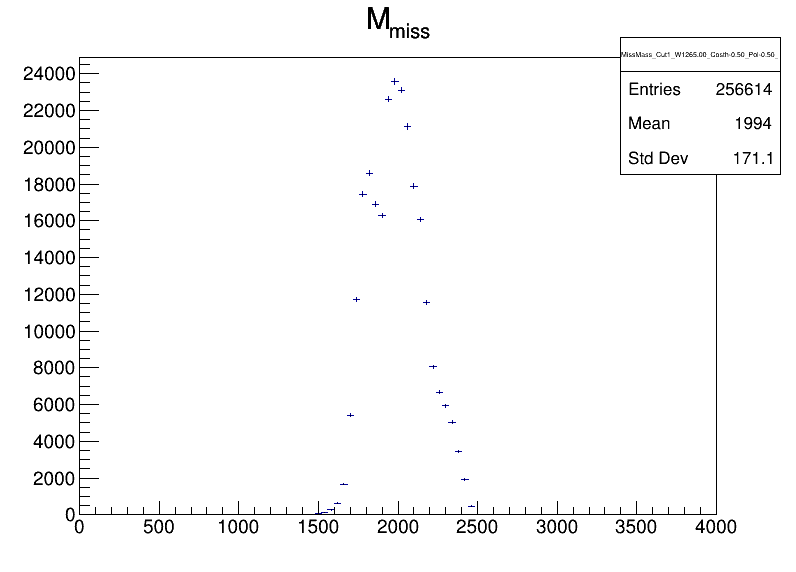 M_miss
MissMass_Cut1_W1265.00_Costh-0.50_Pol-0.50_
Entries 256614
Mean 1994
Std Dev 171.1
24000
22000
20000
18000
16000
14000
12000
10000
8000
6000
4000
2000
0
0 500 1000 1500 2000 2500 3000 3500 4000